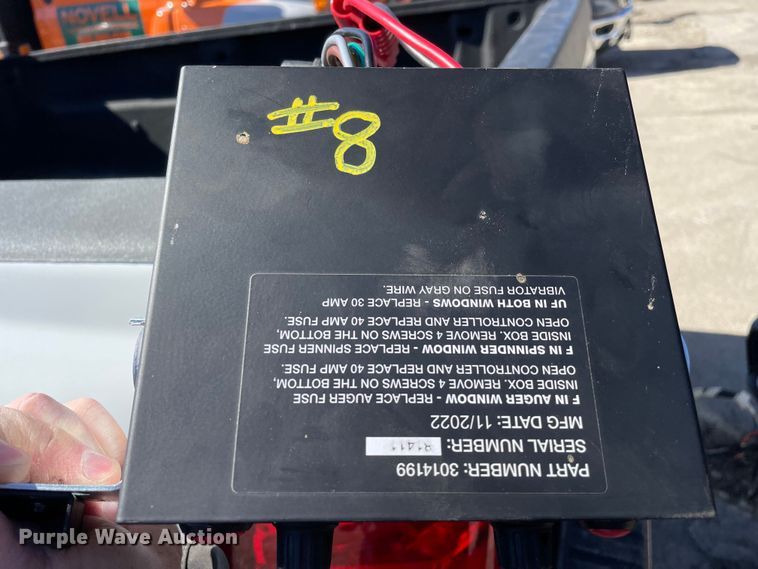 NOVELL
#8
PART NUMBER: 3014199
SERIAL NUMBER:
MFG DATE: 11/2022
F IN AUGER WINDOW - REPLACE AUGER FUSE
INSIDE BOX. REMOVE 4 SCREWS ON THE BOTTOM,
OPEN CONTROLLER AND REPLACE 40 AMP FUSE.
F IN SPINNDER WINDOW - REPLACE SPINNER FUSE
INSIDE BOX. REMOVE 4 SCREWS ON THE BOTTOM,
OPEN CONTROLLER AND REPLACE 40 AMP FUSE.
UF IN BOTH WINDOWS - REPLACE 30 AMP
VIBRATOR FUSE ON GRAY WIRE.
Purple Wave Auction